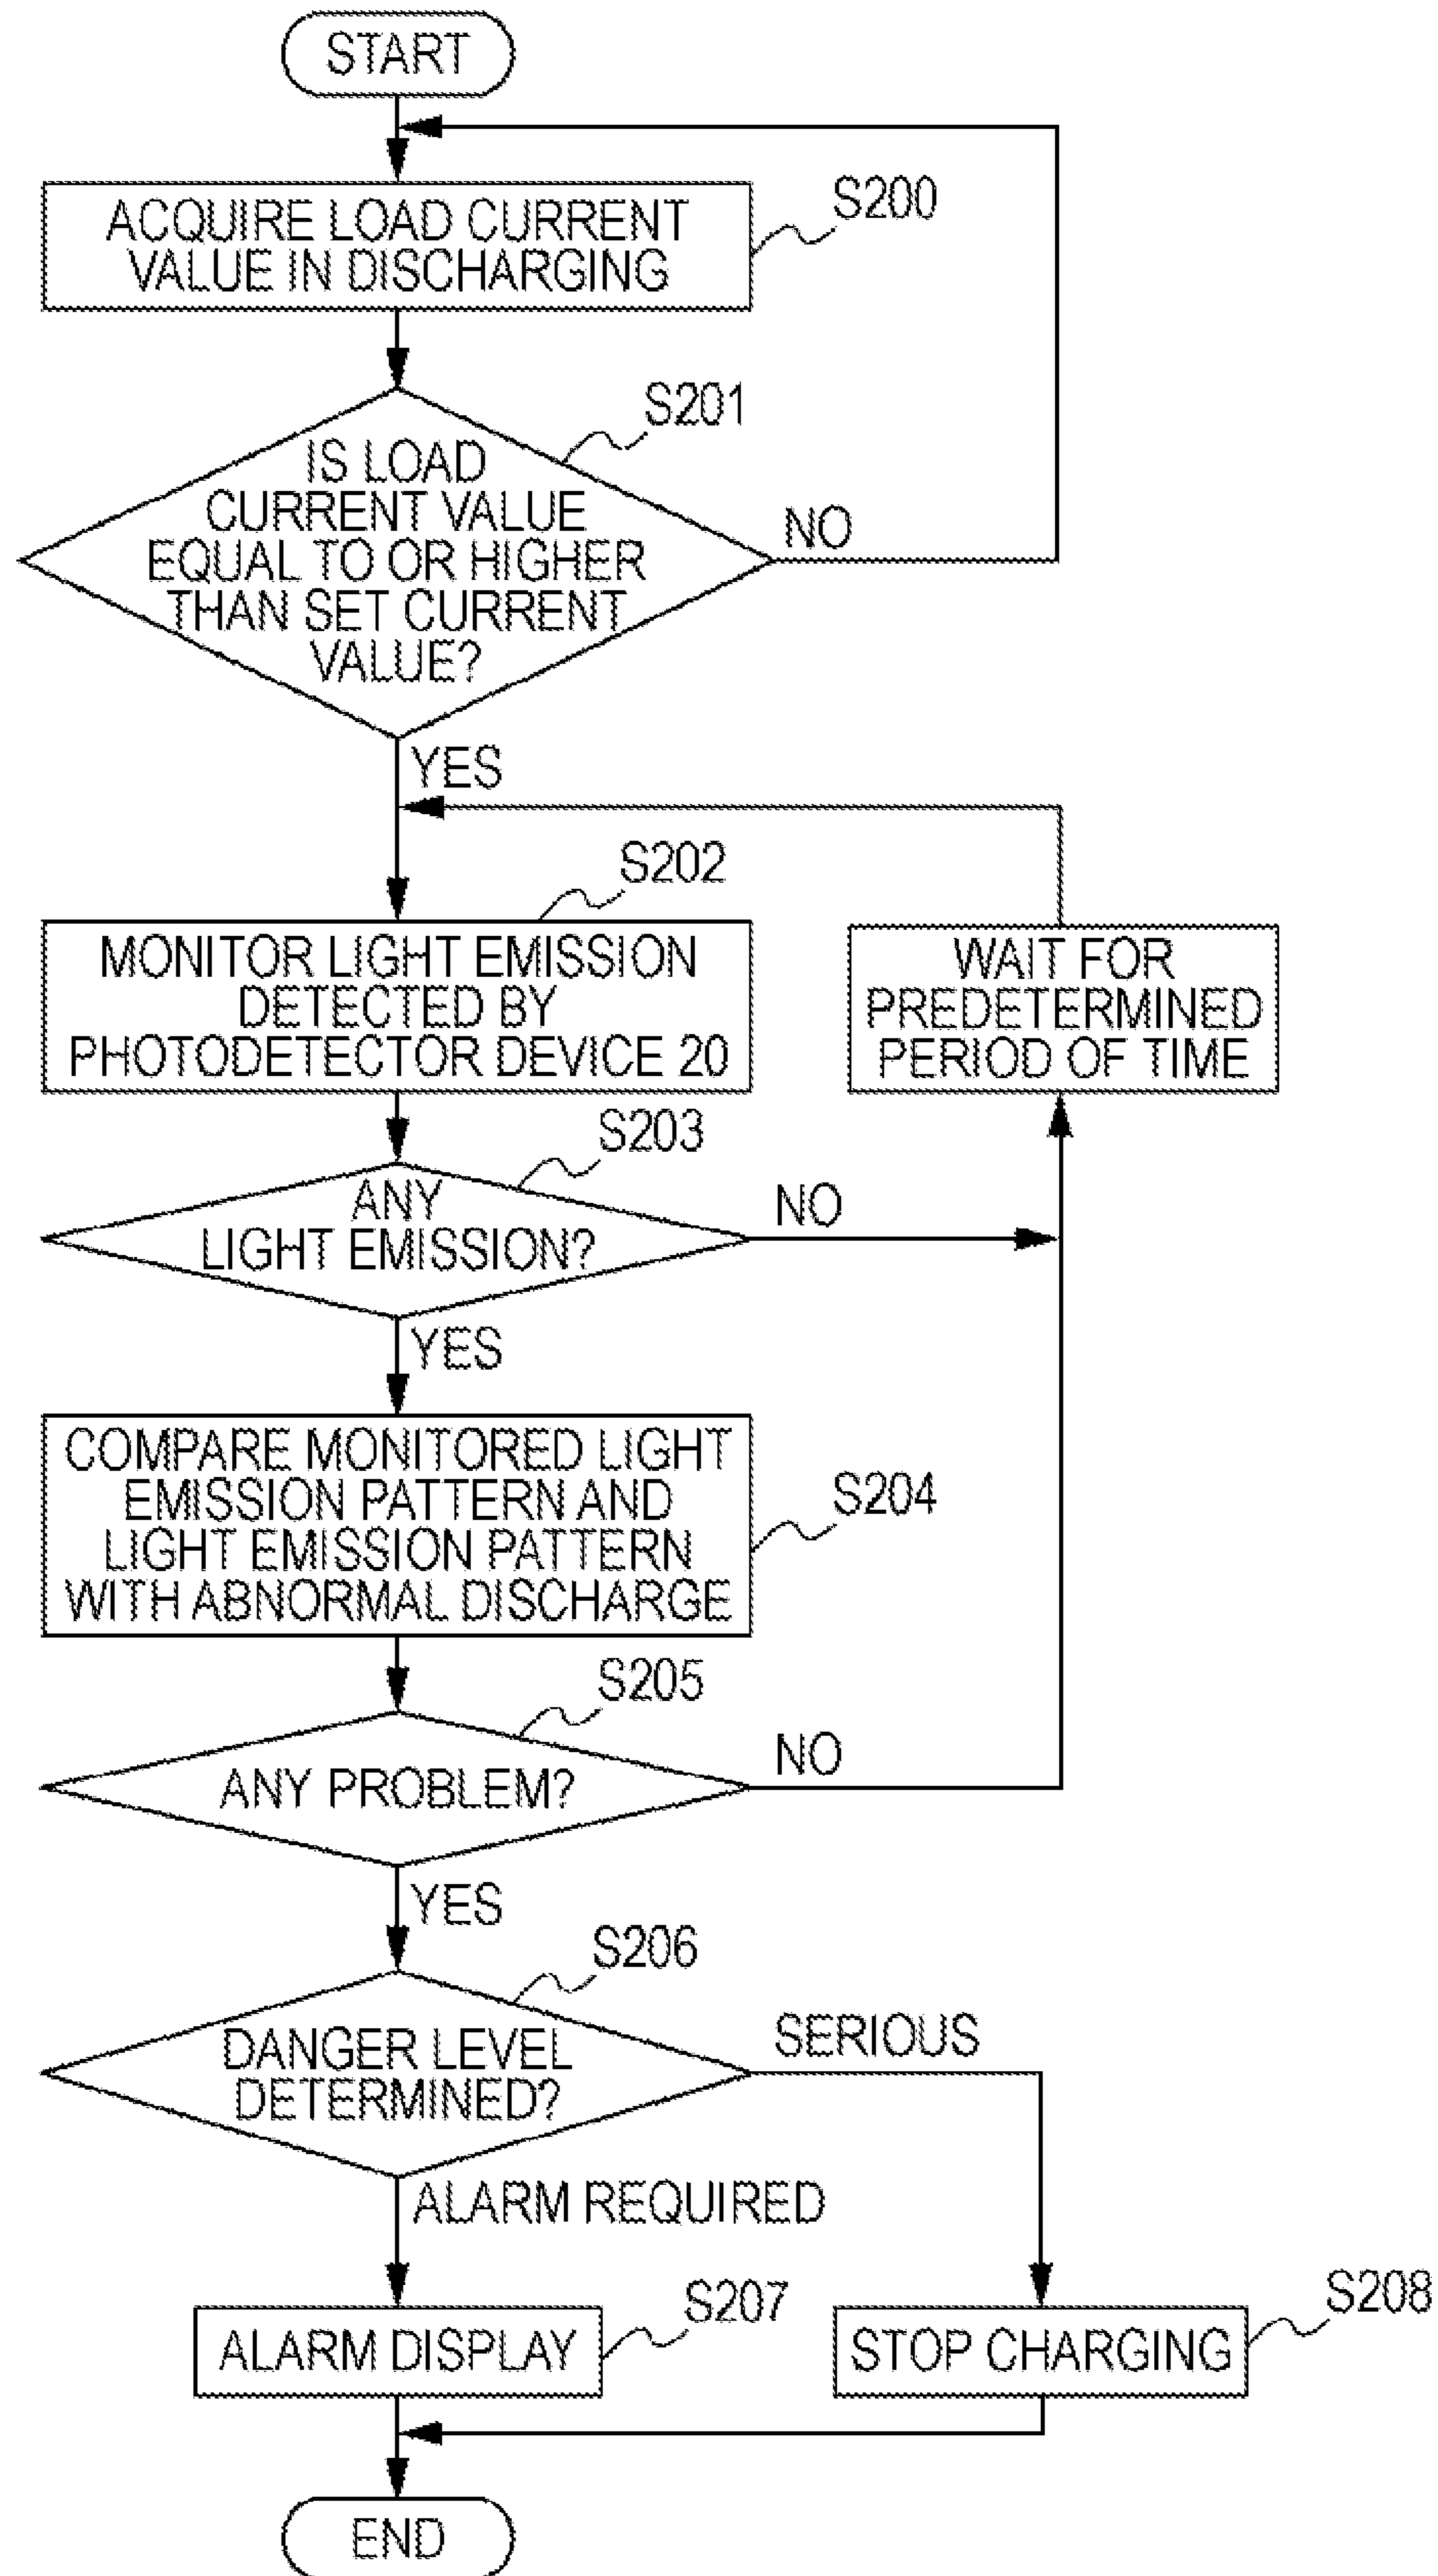 START
ACQUIRE LOAD CURRENT
VALUE IN DISCHARGING
S200
IS LOAD
CURRENT VALUE
EQUAL TO OR HIGHER
THAN SET CURRENT
VALUE?
S201
NO
YES
S202
MONITOR LIGHT EMISSION
DETECTED BY
PHOTODETECTOR DEVICE 20
WAIT FOR
PREDETERMINED
PERIOD OF TIME
S203
ANY
LIGHT EMISSION?
NO
YES
COMPARE MONITORED LIGHT
EMISSION PATTERN AND
LIGHT EMISSION PATTERN
WITH ABNORMAL DISCHARGE
S204
S205
ANY PROBLEM?
NO
YES
S206
DANGER LEVEL
DETERMINED?
SERIOUS
ALARM REQUIRED
S207
ALARM DISPLAY
S208
STOP CHARGING
END